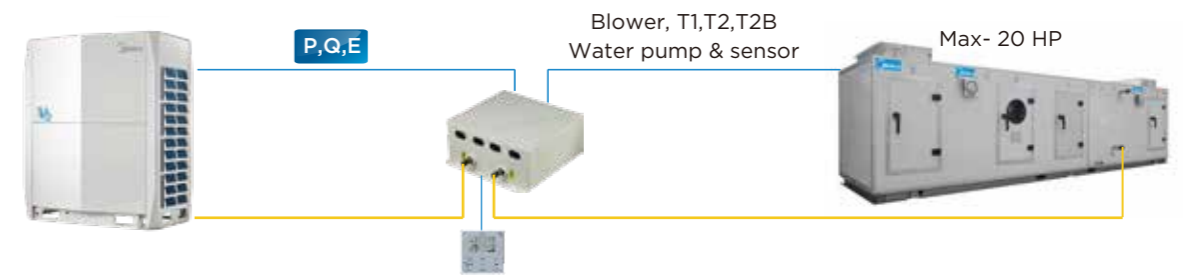 P,Q,E
Blower, T1,T2,T2B
Water pump & sensor
Max- 20 HP